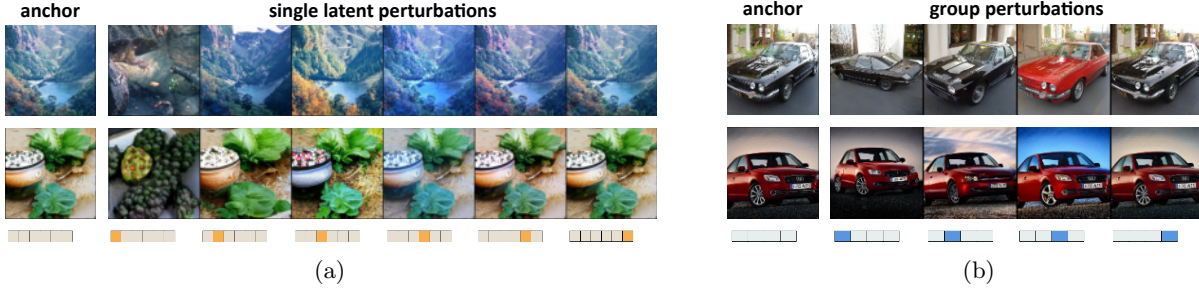 anchor
single latent perturbations
(a)
anchor
group perturbations
(b)